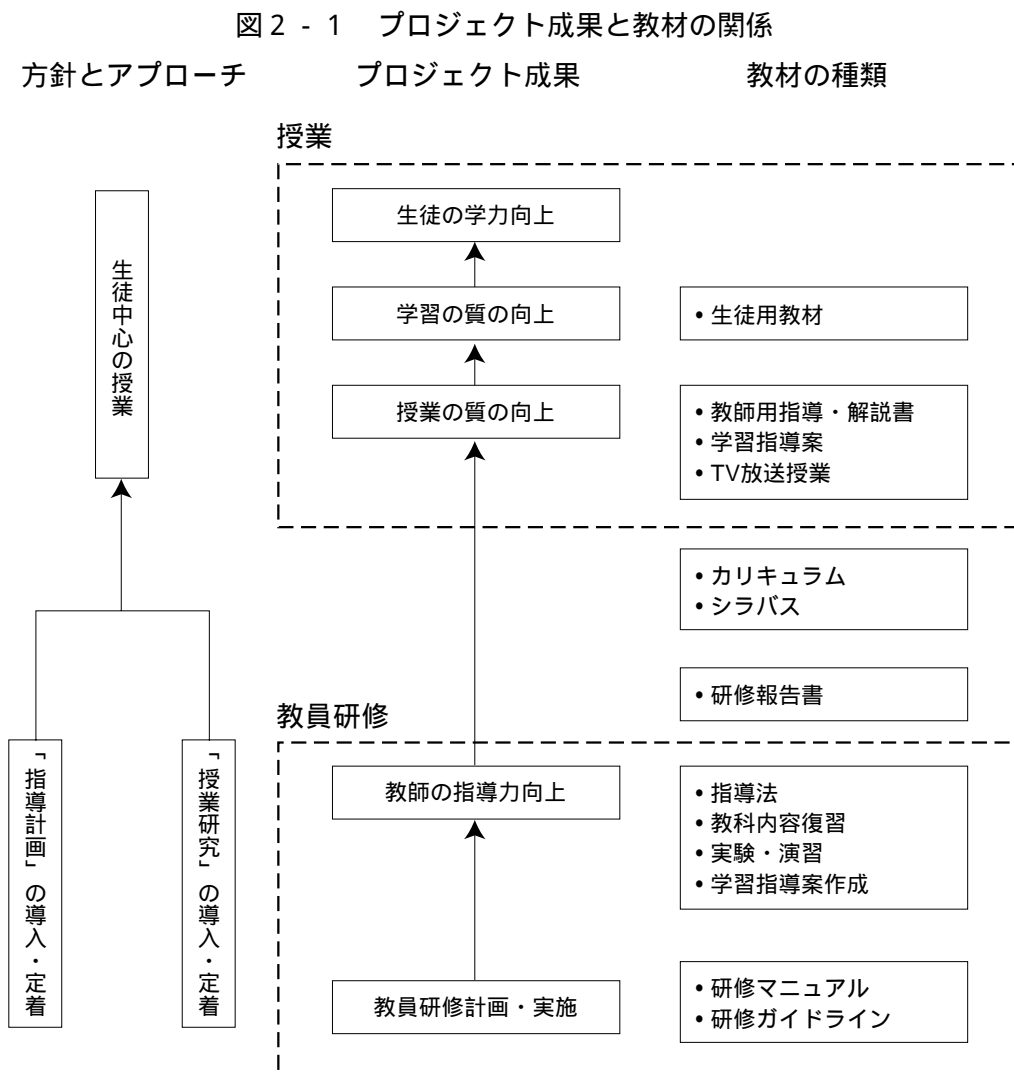 図2-1 プロジェクト成果と教材の関係
方針とアプローチ
プロジェクト成果
教材の種類
授業
生徒の学力向上
生徒中心の授業
学習の質の向上
•生徒用教材
授業の質の向上
•教師用指導・解説書
•学習指導案
•TV放送授業
•カリキュラム
•シラバス
•研修報告書
教員研修
「指導計画」の導入・定着
「授業研究」の導入・定着
教師の指導力向上
•指導法
•教科内容復習
•実験・演習
•学習指導案作成
教員研修計画・実施
•研修マニュアル
•研修ガイドライン